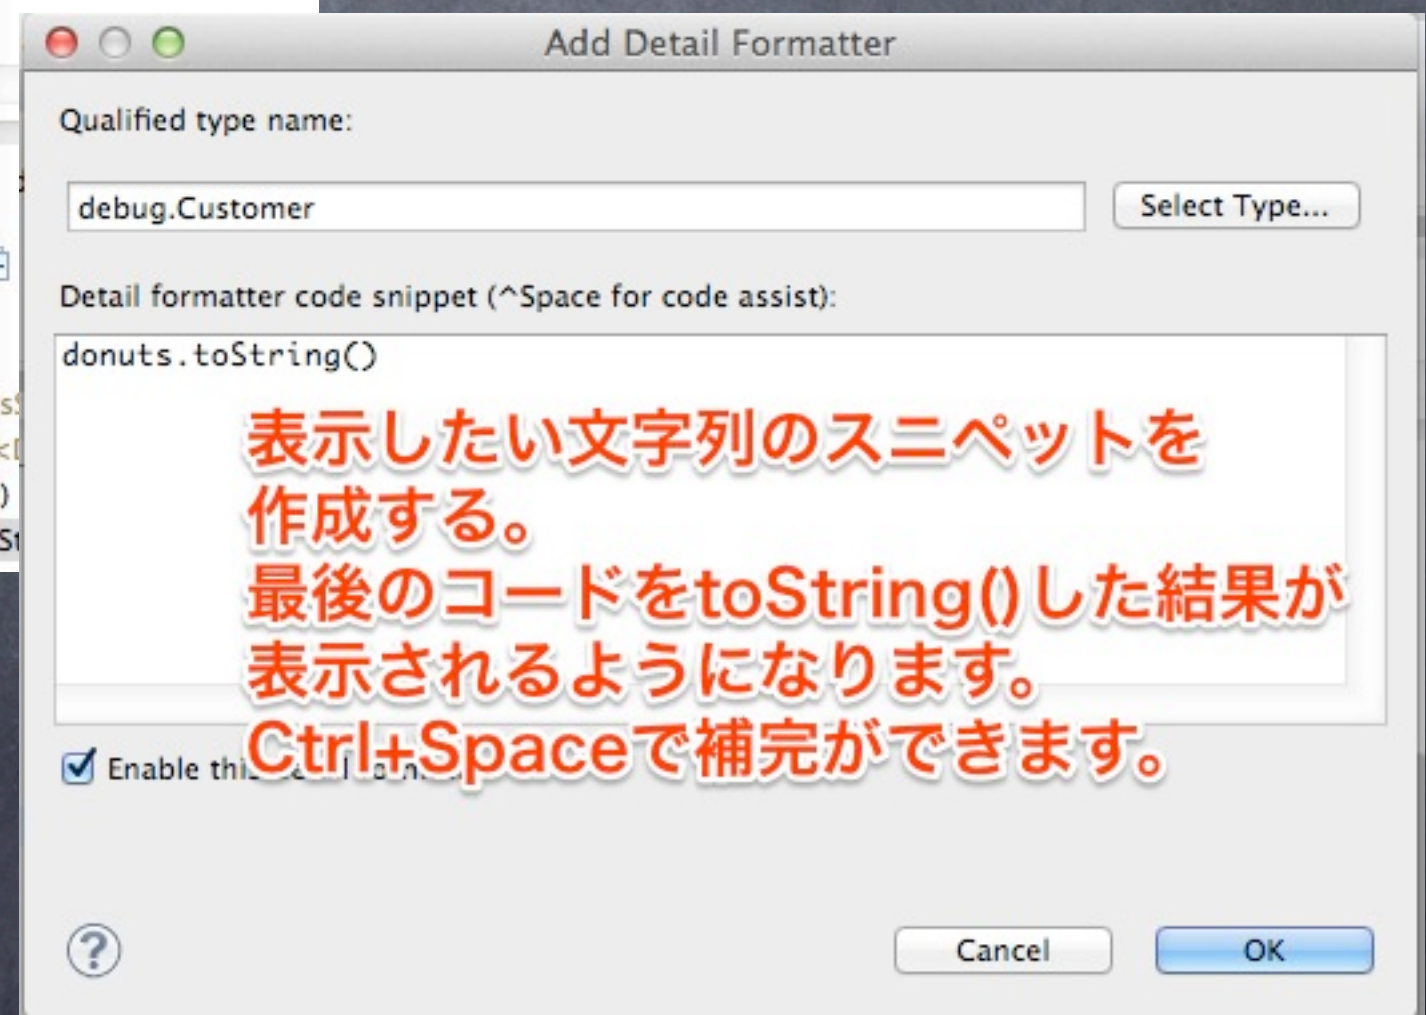 Add Detail Formatter
Qualified type name:
debug.Customer
Select Type...
Detail formatter code snippet (^Space for code assist):
donuts.toString()
表示したい文字列のスニペットを
作成する。
最後のコードをtoString()した結果が
表示されるようになります。
Ctrl+Spaceで補完ができます。
Enable this
?
Cancel
OK